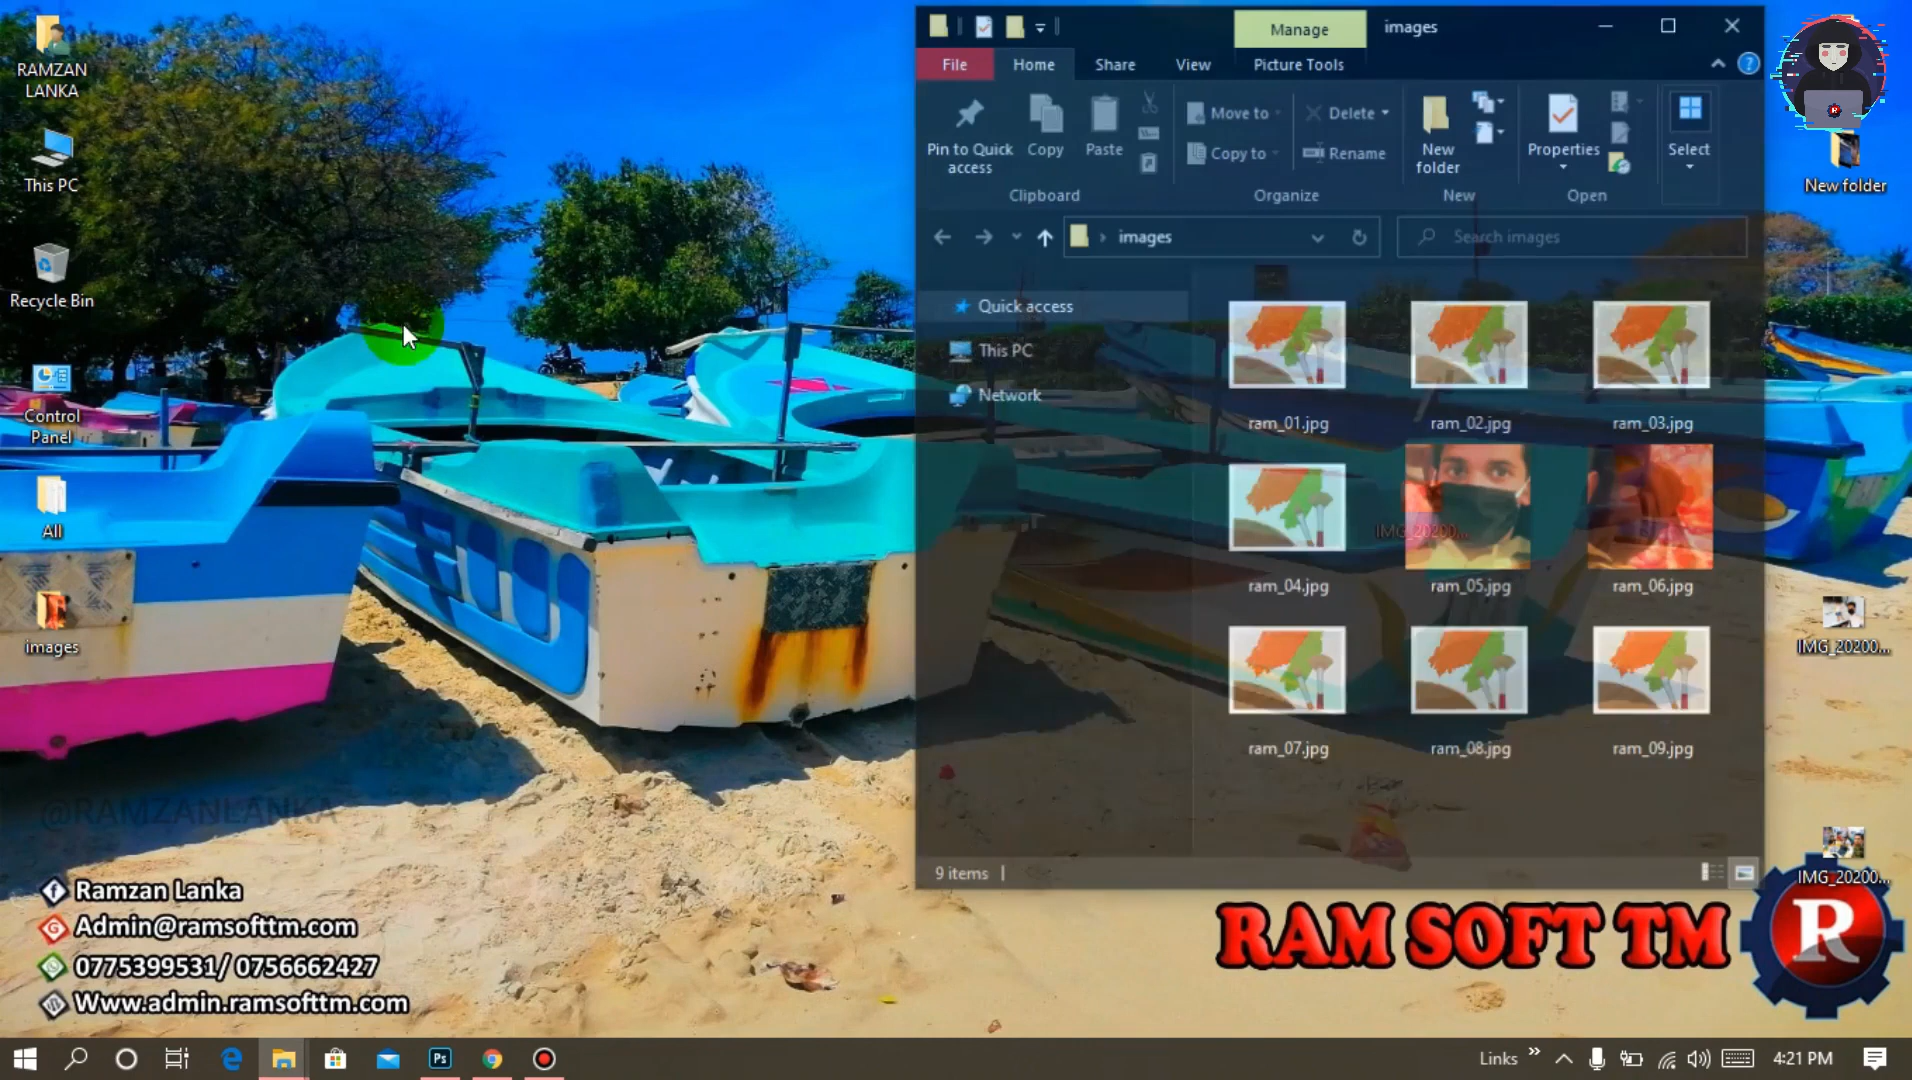 RAMZAN
LANKA
This PC
Recycle Bin
Control
Panel
All
images
Manage
images
File
Home
Share
View
Picture Tools
Pin to Quick
access
Copy
Paste
Move to
Copy to
Delete
Rename
New
folder
Properties
Select
Clipboard
Organize
New
Open
images
Search images
Quick access
This PC
Network
ram_01.jpg
ram_02.jpg
ram_03.jpg
ram_04.jpg
IMG_20200...
ram_05.jpg
ram_06.jpg
ram_07.jpg
ram_08.jpg
ram_09.jpg
9 items
New folder
IMG_20200...
IMG_20200...
@RAMZANLANKA
Ramzan Lanka
Admin@ramsofttm.com
0775399531/ 0756662427
Www.admin.ramsofttm.com
RAM SOFT TM
R
Ps
Links
4:21 PM